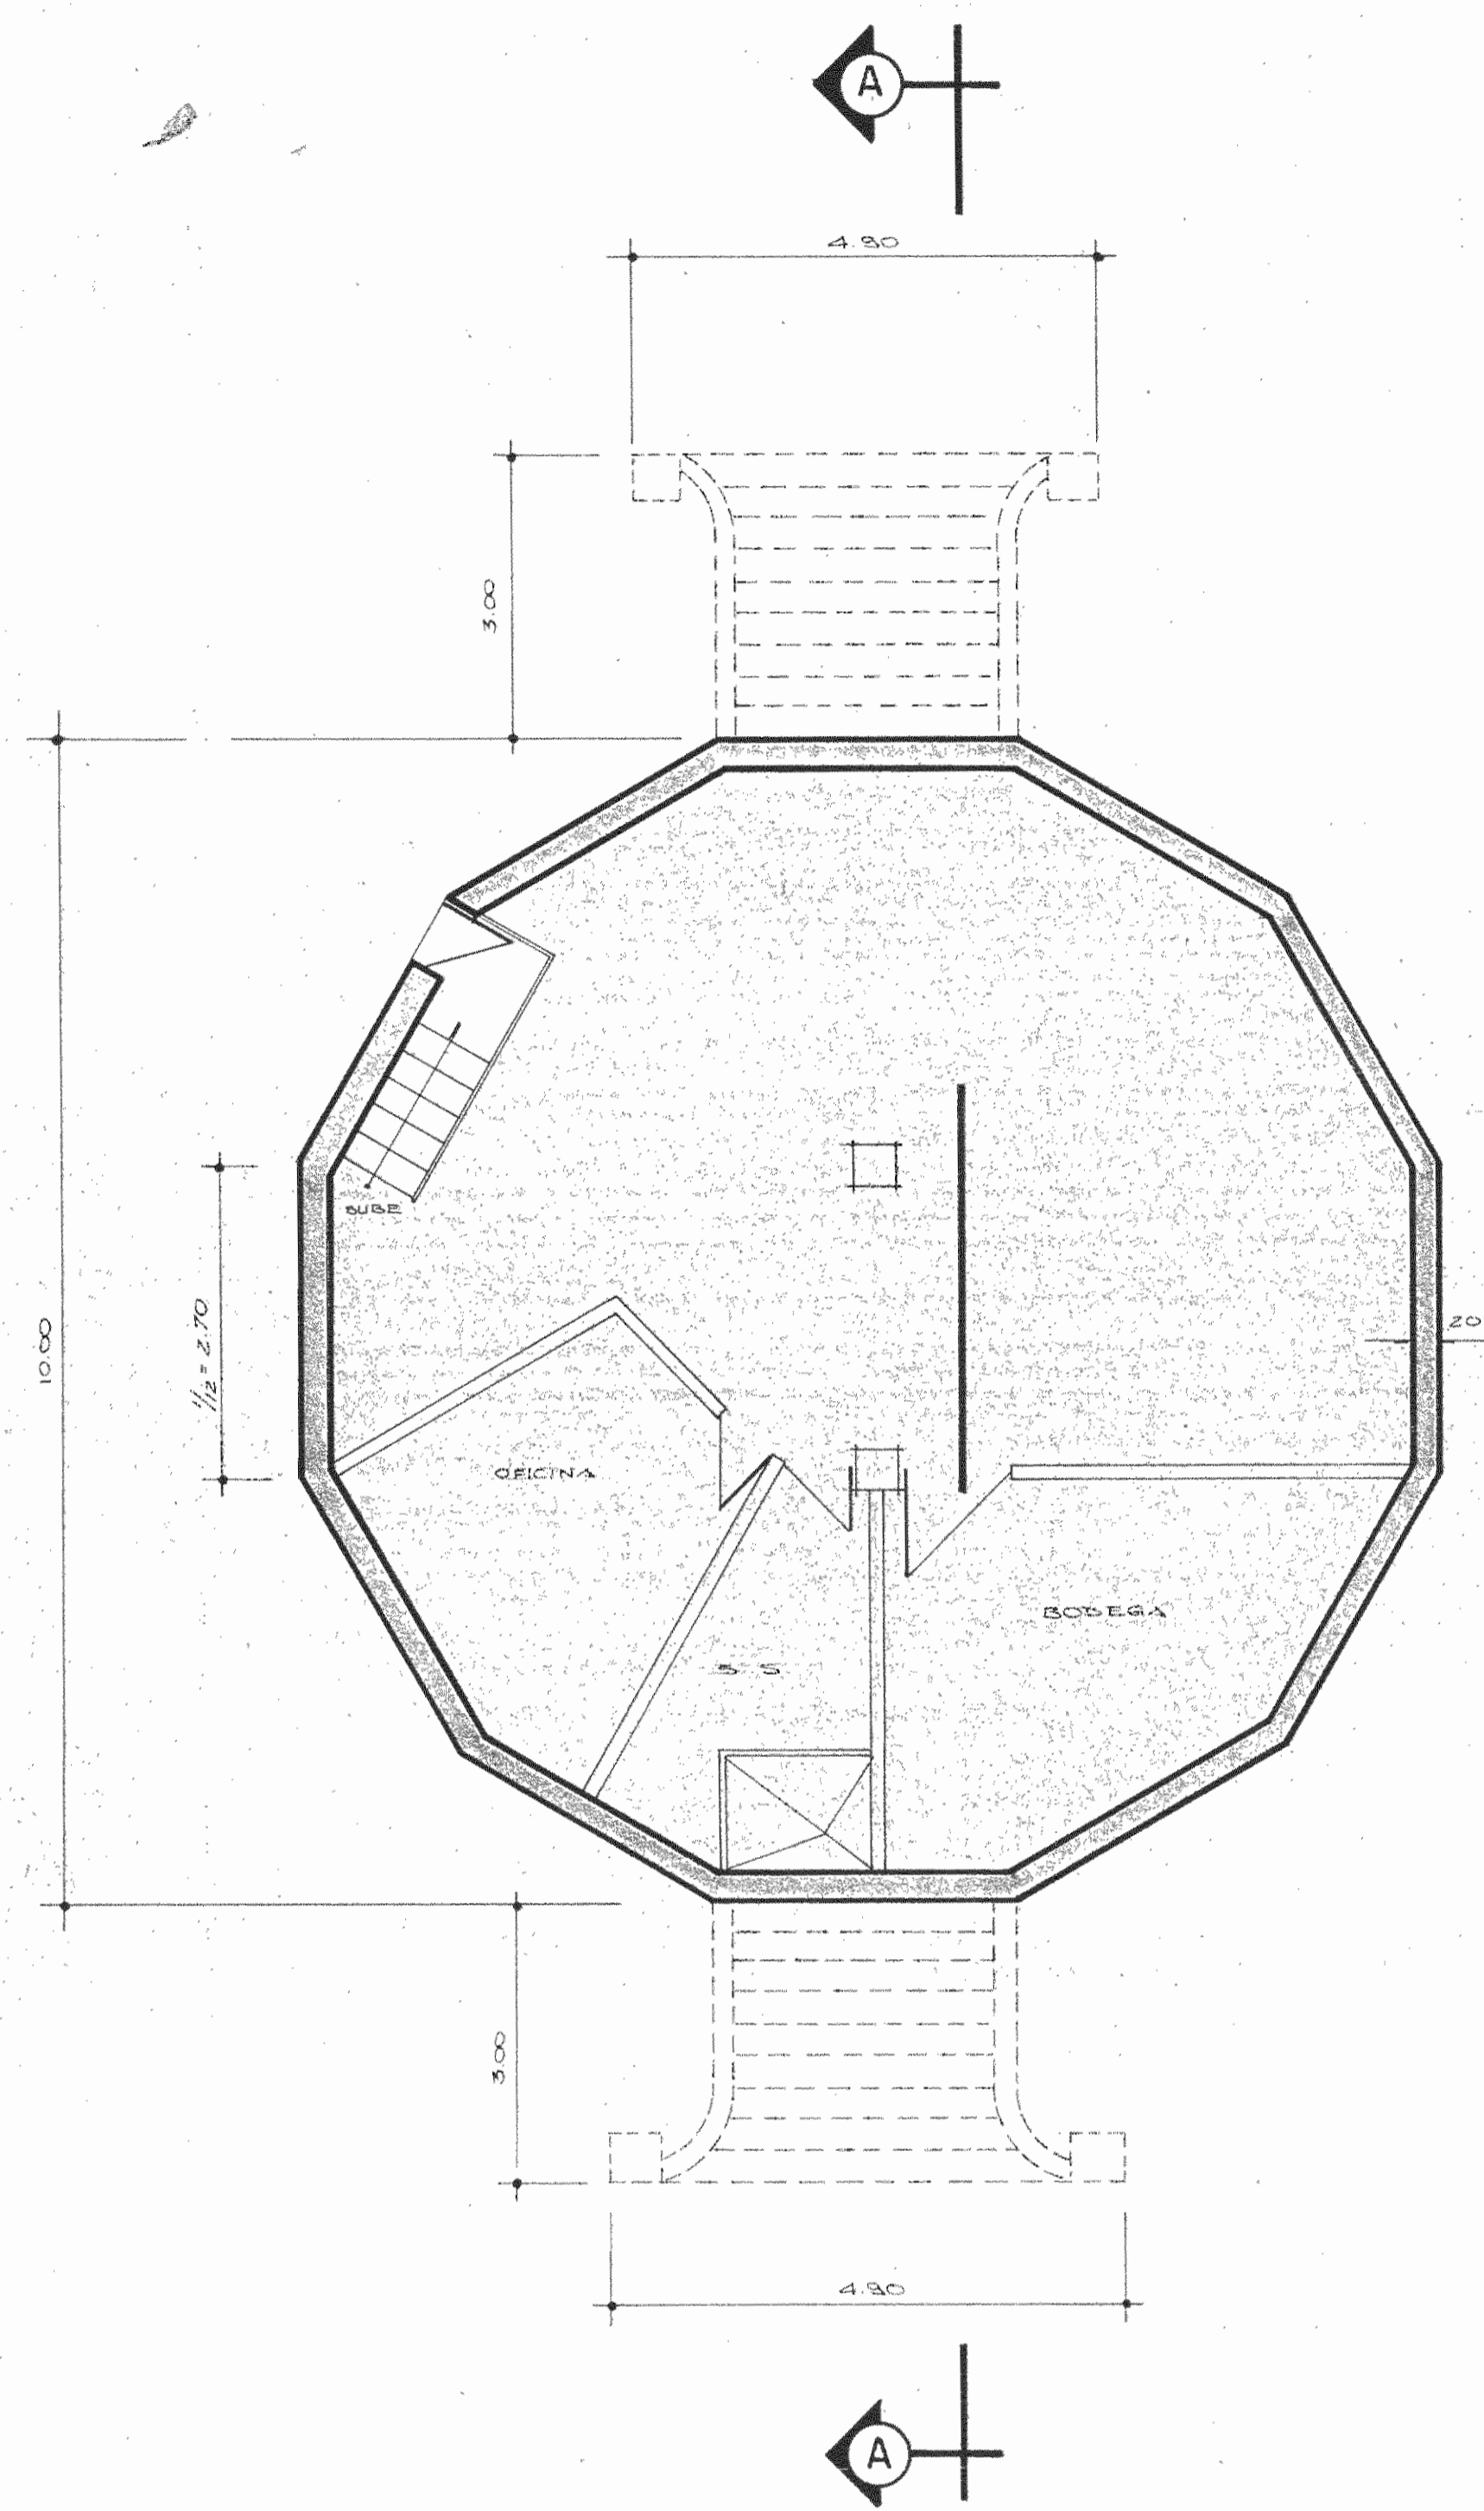 A
4.90
3.00
SUBE
10.00
1/12 = 2.70
20
OFICINA
BODEGA
S S
3.00
4.90
A